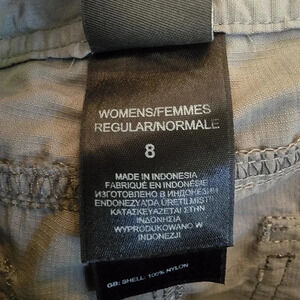 WOMENS/FEMMES
REGULAR/NORMALE
8
MADE IN INDONESIA
FABRIQUÉ EN INDONÉSIE
ИЗГОТОВЛЕНО В ИНДОНЕЗИИ
ENDONEZYA'DA ÜRETILMIŞTIR
ΚΑΤΑΣΚΕΥΑΖΕΤΑΙ ΣΤΗΝ
ΙΝΔΟΝΗΣΙΑ
WYPRODUKOWANO W
INDONEZJI
GB: SHELL: 100% NYLON